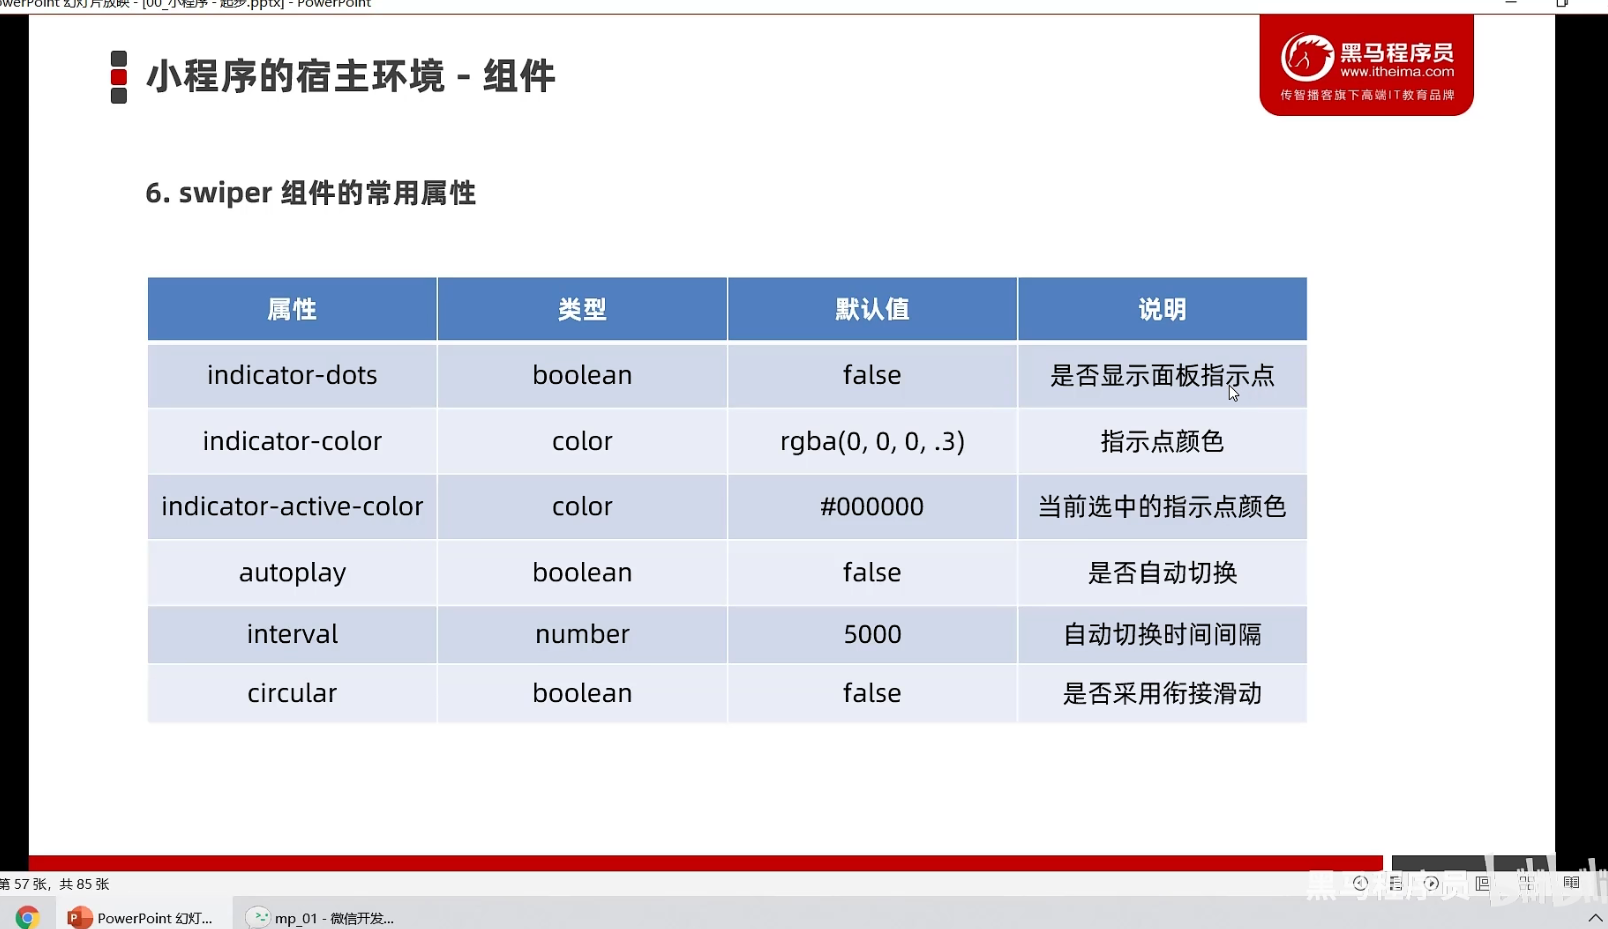 PowerPoint 幻灯片放映 - [00_小程序 - 起步.pptx] - PowerPoint
小程序的宿主环境 - 组件
黑马程序员
www.itheima.com
传智播客旗下高端IT教育品牌
6. swiper 组件的常用属性
属性 类型 默认值 说明
indicator-dots boolean false 是否显示面板指示点
indicator-color color rgba(0, 0, 0, .3) 指示点颜色
indicator-active-color color #000000 当前选中的指示点颜色
autoplay boolean false 是否自动切换
interval number 5000 自动切换时间间隔
circular boolean false 是否采用衔接滑动
第 57 张，共 85 张
黑马程序员
bilibili
PowerPoint 幻灯...
mp_01 - 微信开发...